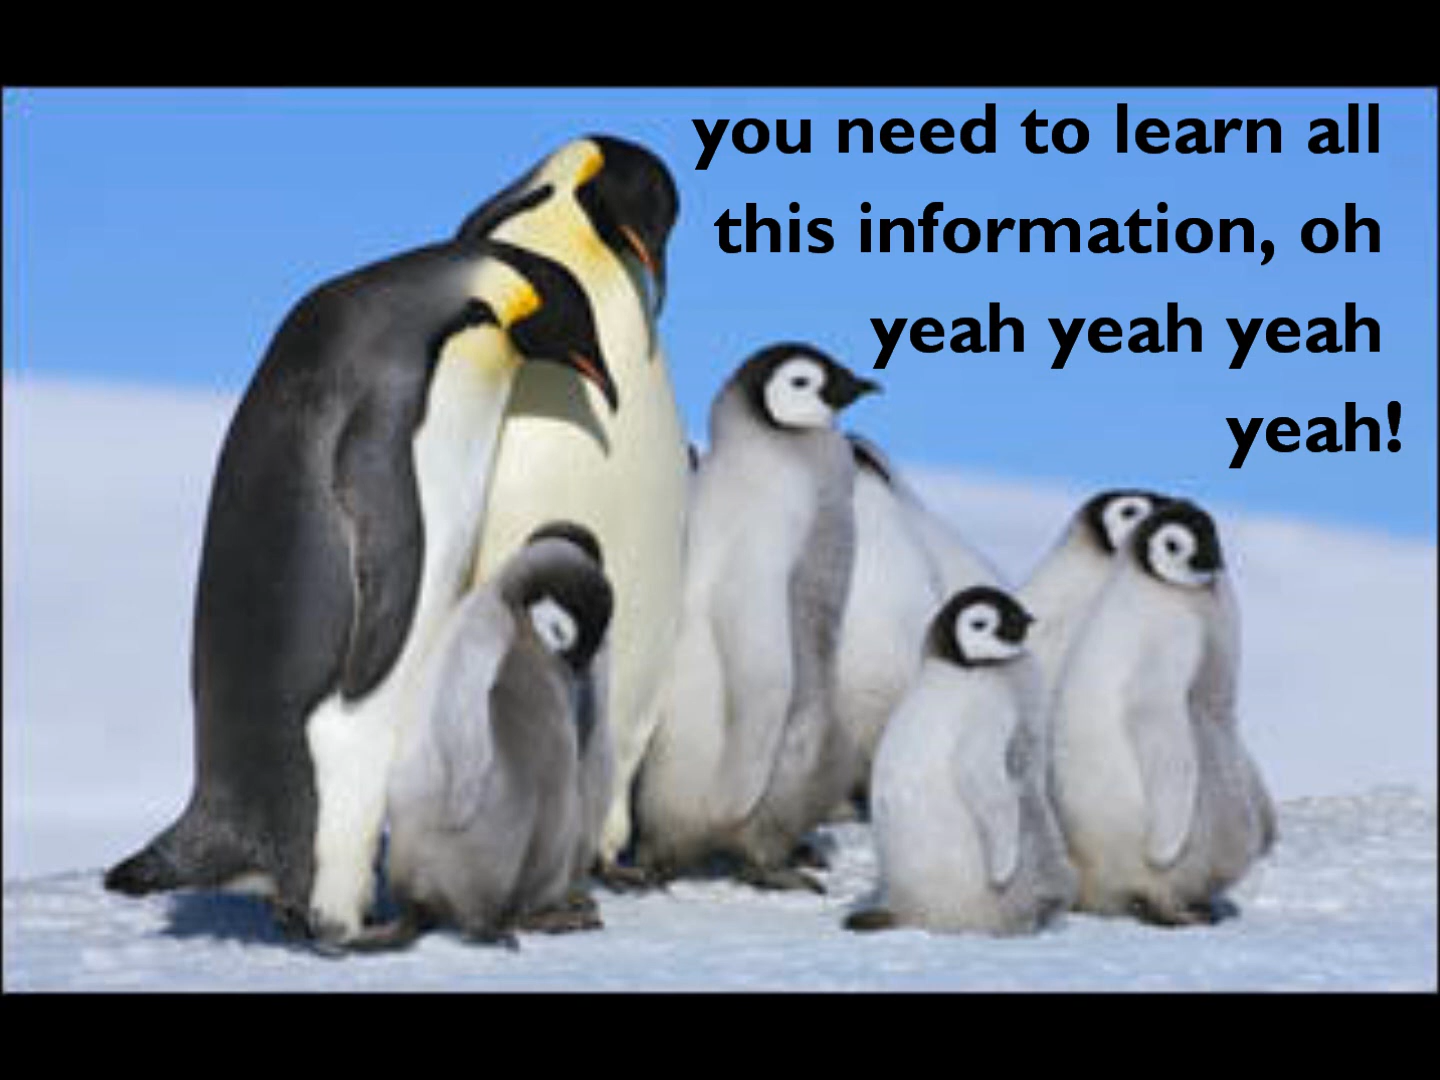 you need to learn all
this information, oh
yeah yeah yeah
yeah!